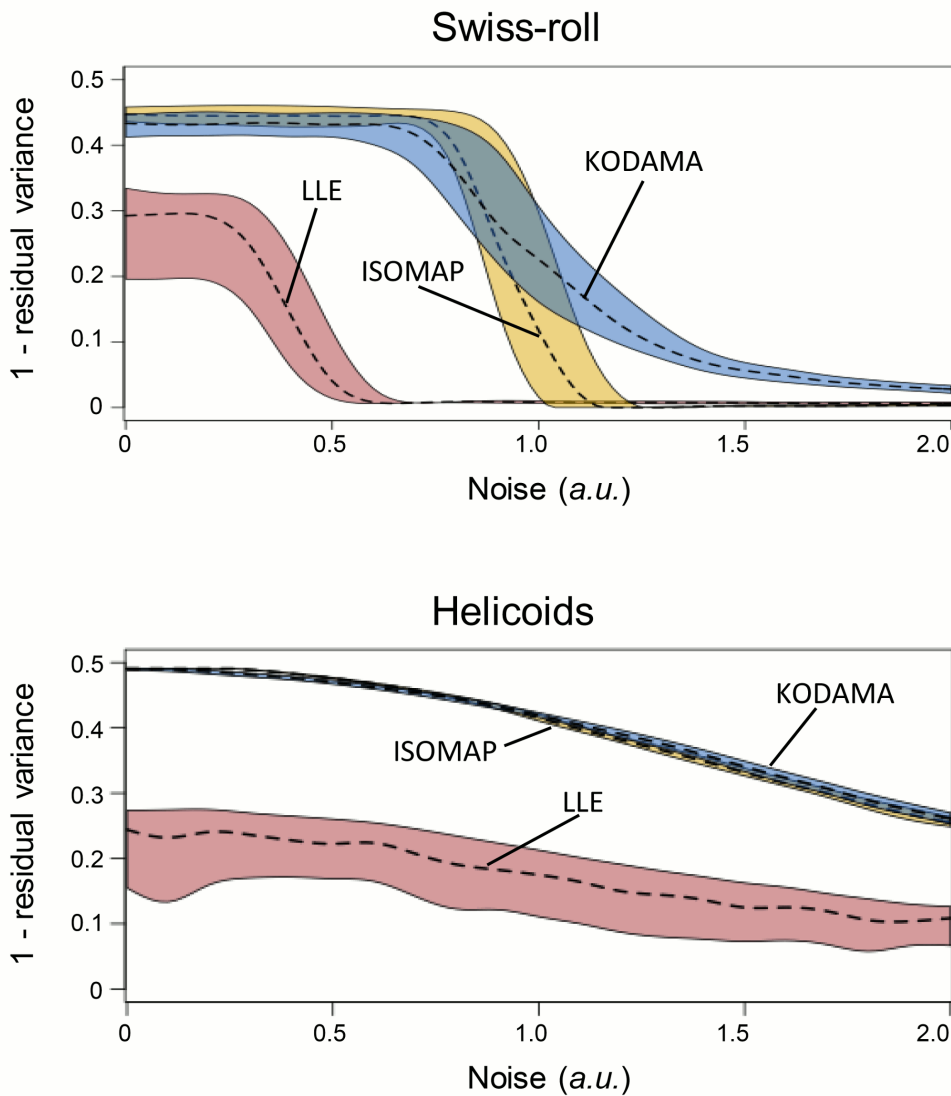 Swiss-roll
1 - residual variance
0.5
0.4
0.3
0.2
0.1
0
KODAMA
LLE
ISOMAP
0
0.5
1.0
1.5
2.0
Noise (a.u.)
Helicoids
1 - residual variance
0.5
0.4
0.3
0.2
0.1
0
KODAMA
ISOMAP
LLE
0
0.5
1.0
1.5
2.0
Noise (a.u.)